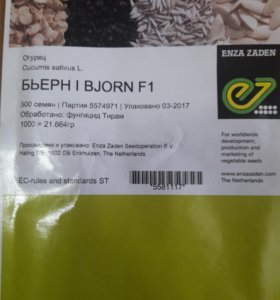 ENZA ZADEN
Огурец
Cucumis sativus L.
БЬЕРН I BJORN F1
500 семян | Партия 5574971 | Упаковано 03-2017
Обработано: фунгицид Тирам
1000 = 21.664гр
Произведено и упаковано: Enza Zaden Seedoperation B.V.
Haling 1602 DB Enkhuizen, The Netherlands
*5581117*
EC-rules and standards ST
For worldwide
development,
production and
marketing of
vegetable seeds
www.enzazaden.com
The Netherlands